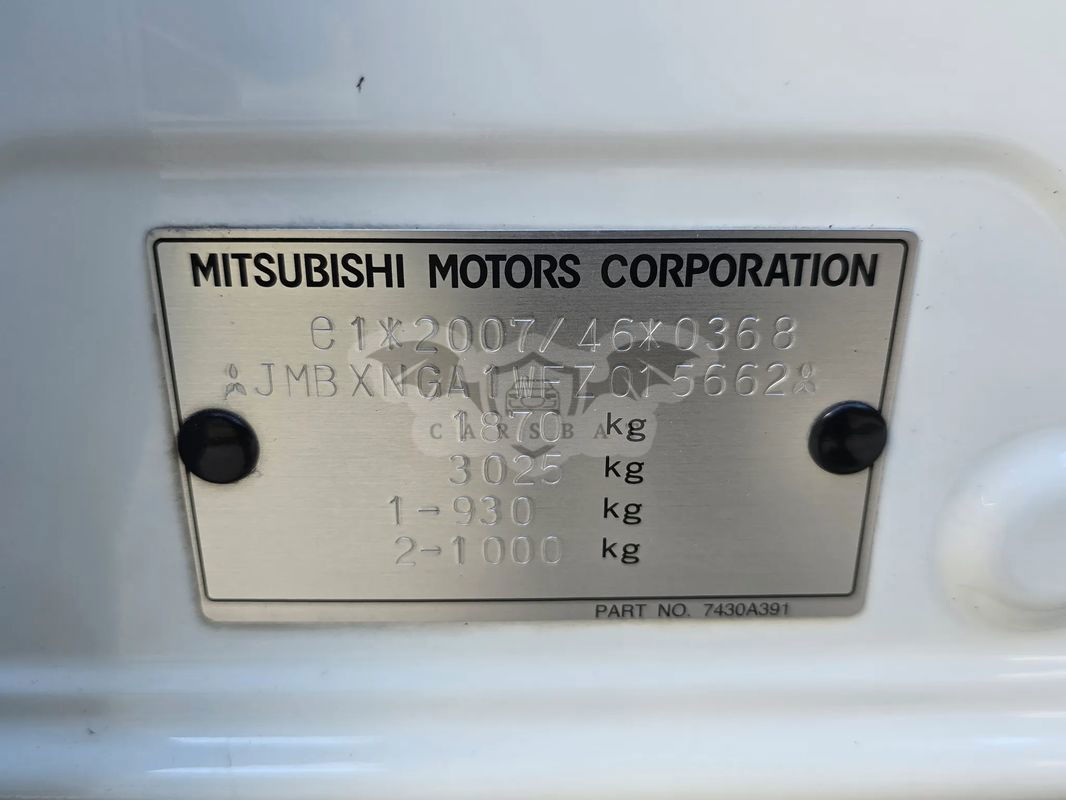 MITSUBISHI MOTORS CORPORATION
e1*2007/46*0368
JMBXNGA1WFZ015662
1870 kg
CARSBA
3025 kg
1-930 kg
2-1000 kg
PART NO. 7430A391